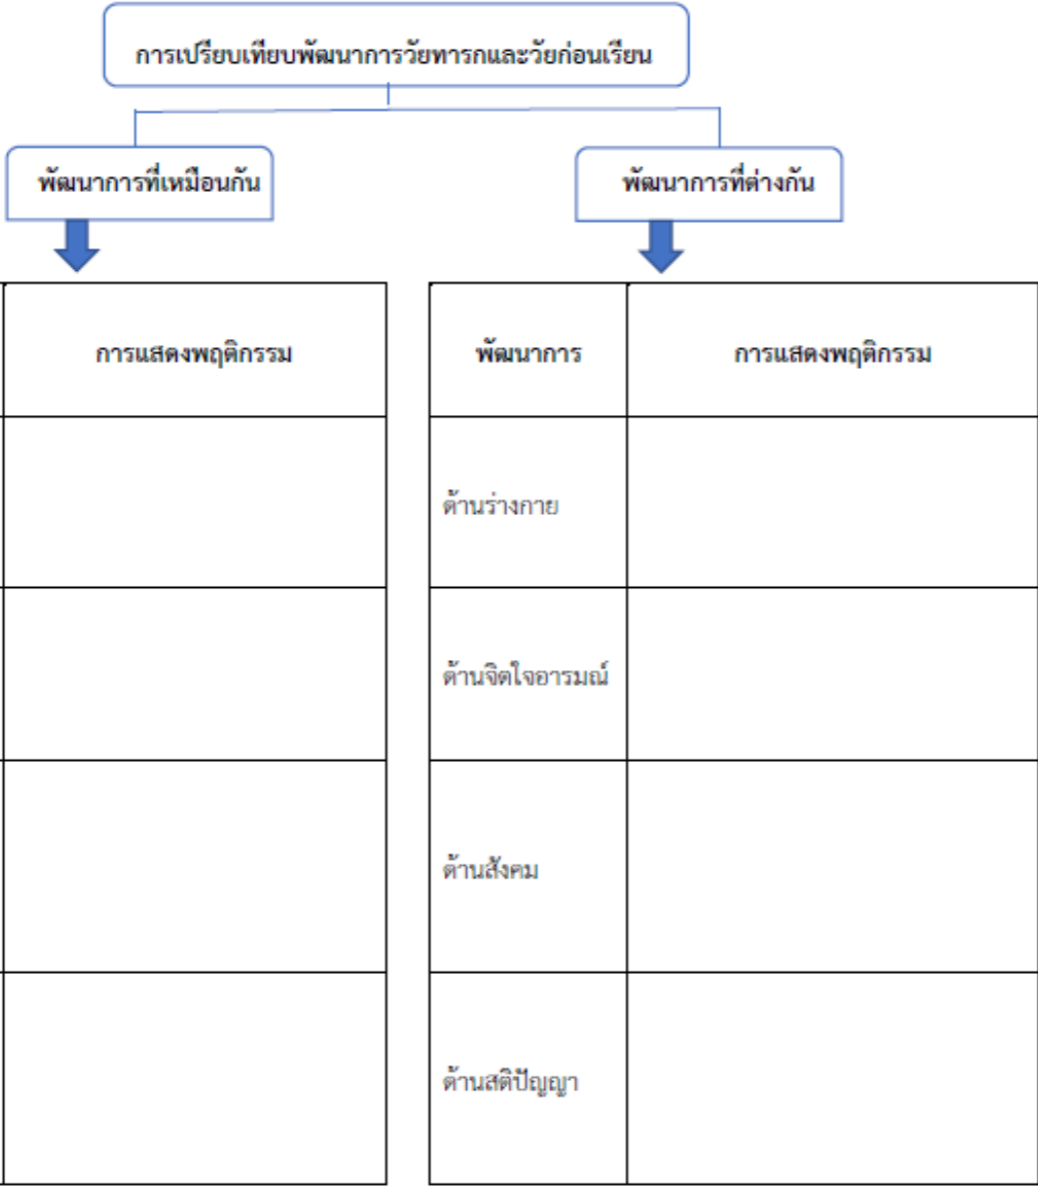 การเปรียบเทียบพัฒนาการวัยทารกและวัยก่อนเรียน
พัฒนาการที่เหมือนกัน
พัฒนาการที่ต่างกัน
การแสดงพฤติกรรม
พัฒนาการ
การแสดงพฤติกรรม
ด้านร่างกาย
ด้านจิตใจอารมณ์
ด้านสังคม
ด้านสติปัญญา